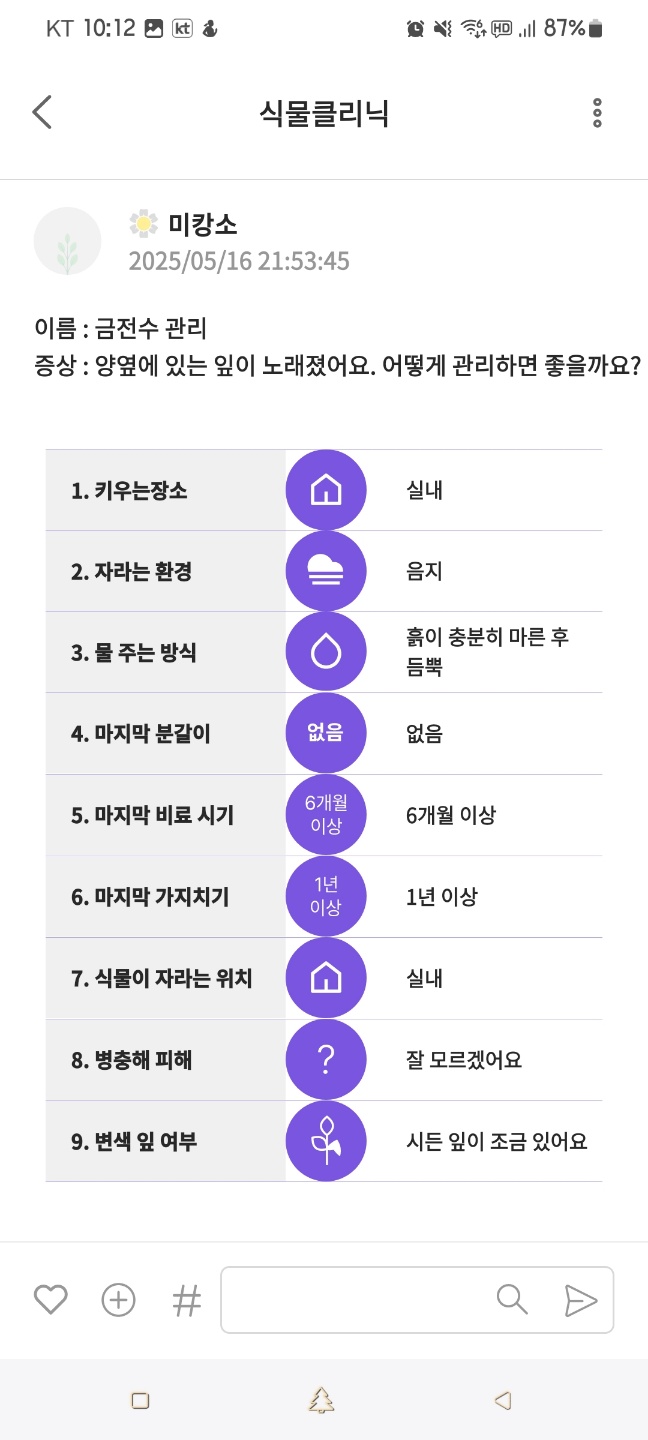 KT 10:12 kt HD 87%
식물클리닉
미캉소
2025/05/16 21:53:45
이름 : 금전수 관리
증상 : 양옆에 있는 잎이 노래졌어요. 어떻게 관리하면 좋을까요?
1. 키우는장소 실내
2. 자라는 환경 음지
3. 물 주는 방식 흙이 충분히 마른 후
듬뿍
4. 마지막 분갈이 없음 없음
5. 마지막 비료 시기 6개월
이상 6개월 이상
6. 마지막 가지치기 1년
이상 1년 이상
7. 식물이 자라는 위치 실내
8. 병충해 피해 ? 잘 모르겠어요
9. 변색 잎 여부 시든 잎이 조금 있어요
#